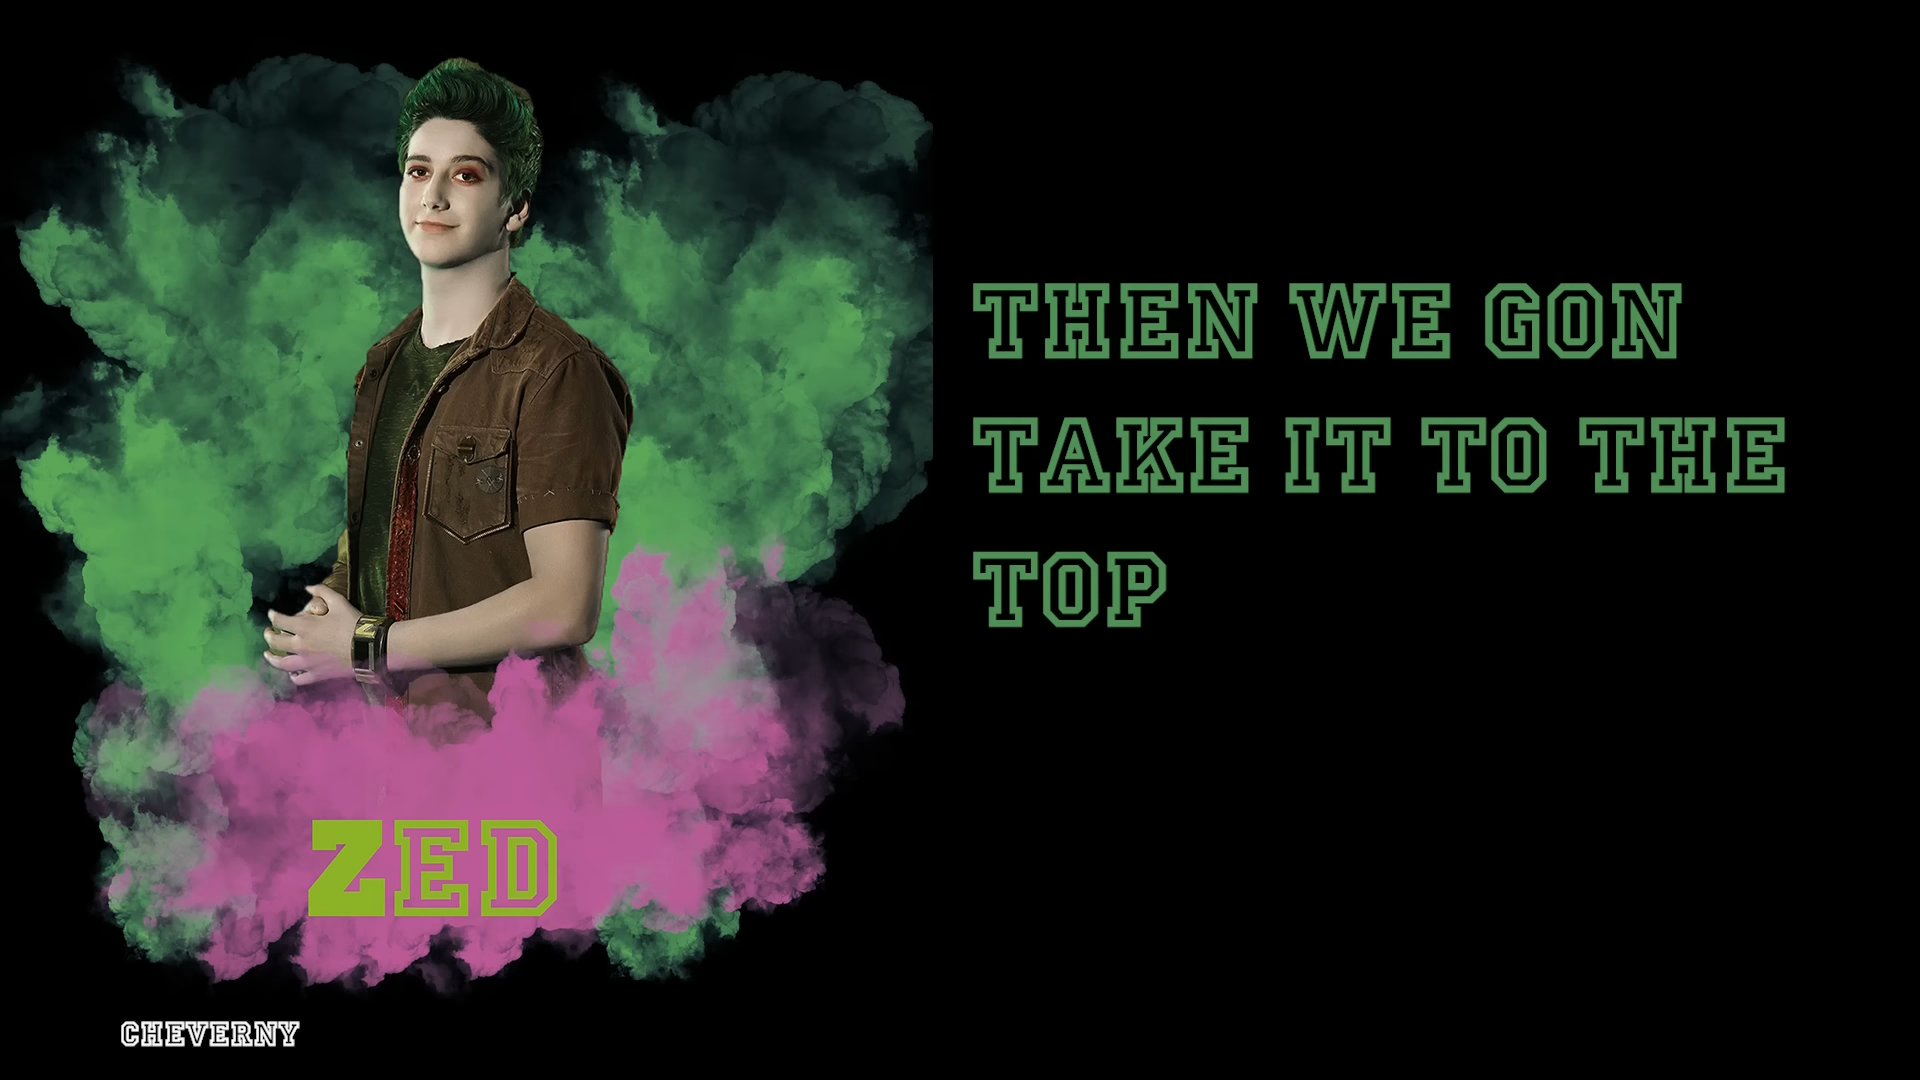 THEN WE GON
TAKE IT TO THE
TOP
ZED
CHEVERNY